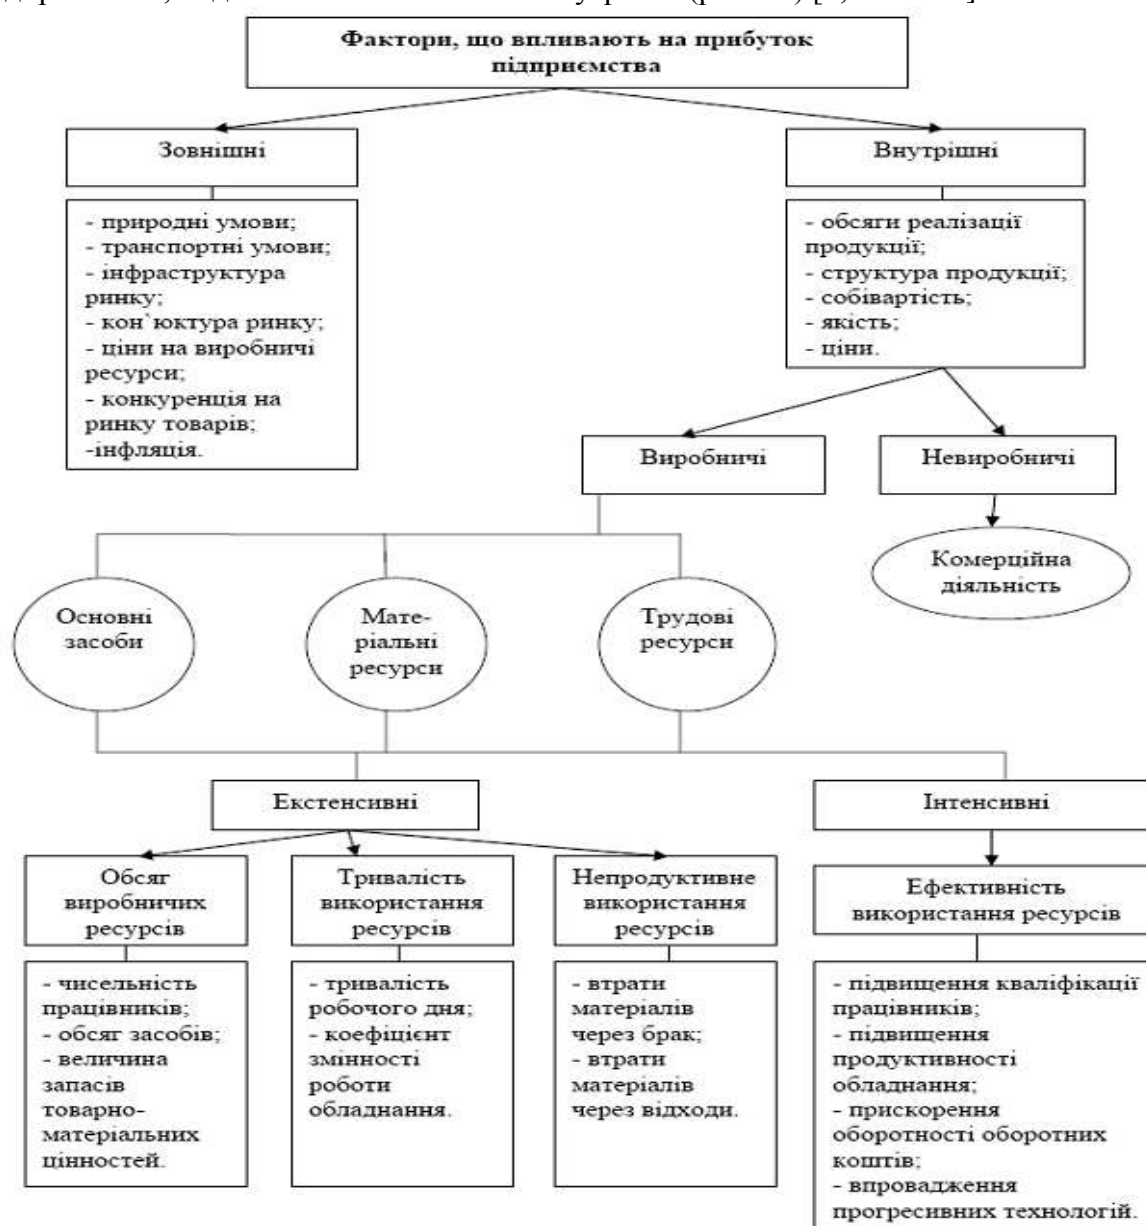 Фактори, що впливають на прибуток
підприємства
Зовнішні
- природні умови;
- транспортні умови;
- інфраструктура
ринку;
- кон`юктура ринку;
- ціни на виробничі
ресурси;
- конкуренція на
ринку товарів;
-інфляція.
Внутрішні
- обсяги реалізації
продукції;
- структура продукції;
- собівартість;
- якість;
- ціни.
Виробничі
Невиробничі
Комерційна
діяльність
Основні
засоби
Мате-
ріальні
ресурси
Трудові
ресурси
Екстенсивні
Інтенсивні
Обсяг
виробничих
ресурсів
Тривалість
використання
ресурсів
Непродуктивне
використання
ресурсів
Ефективність
використання ресурсів
- чисельність
працівників;
- обсяг засобів;
- величина
запасів
товарно-
матеріальних
цінностей.
- тривалість
робочого дня;
- коефіцієнт
змінності
роботи
обладнання.
- втрати
матеріалів
через брак;
- втрати
матеріалів
через відходи.
- підвищення кваліфікації
працівників;
- підвищення
продуктивності
обладнання;
- прискорення
оборотності оборотних
коштів;
- впровадження
прогресивних технологій.